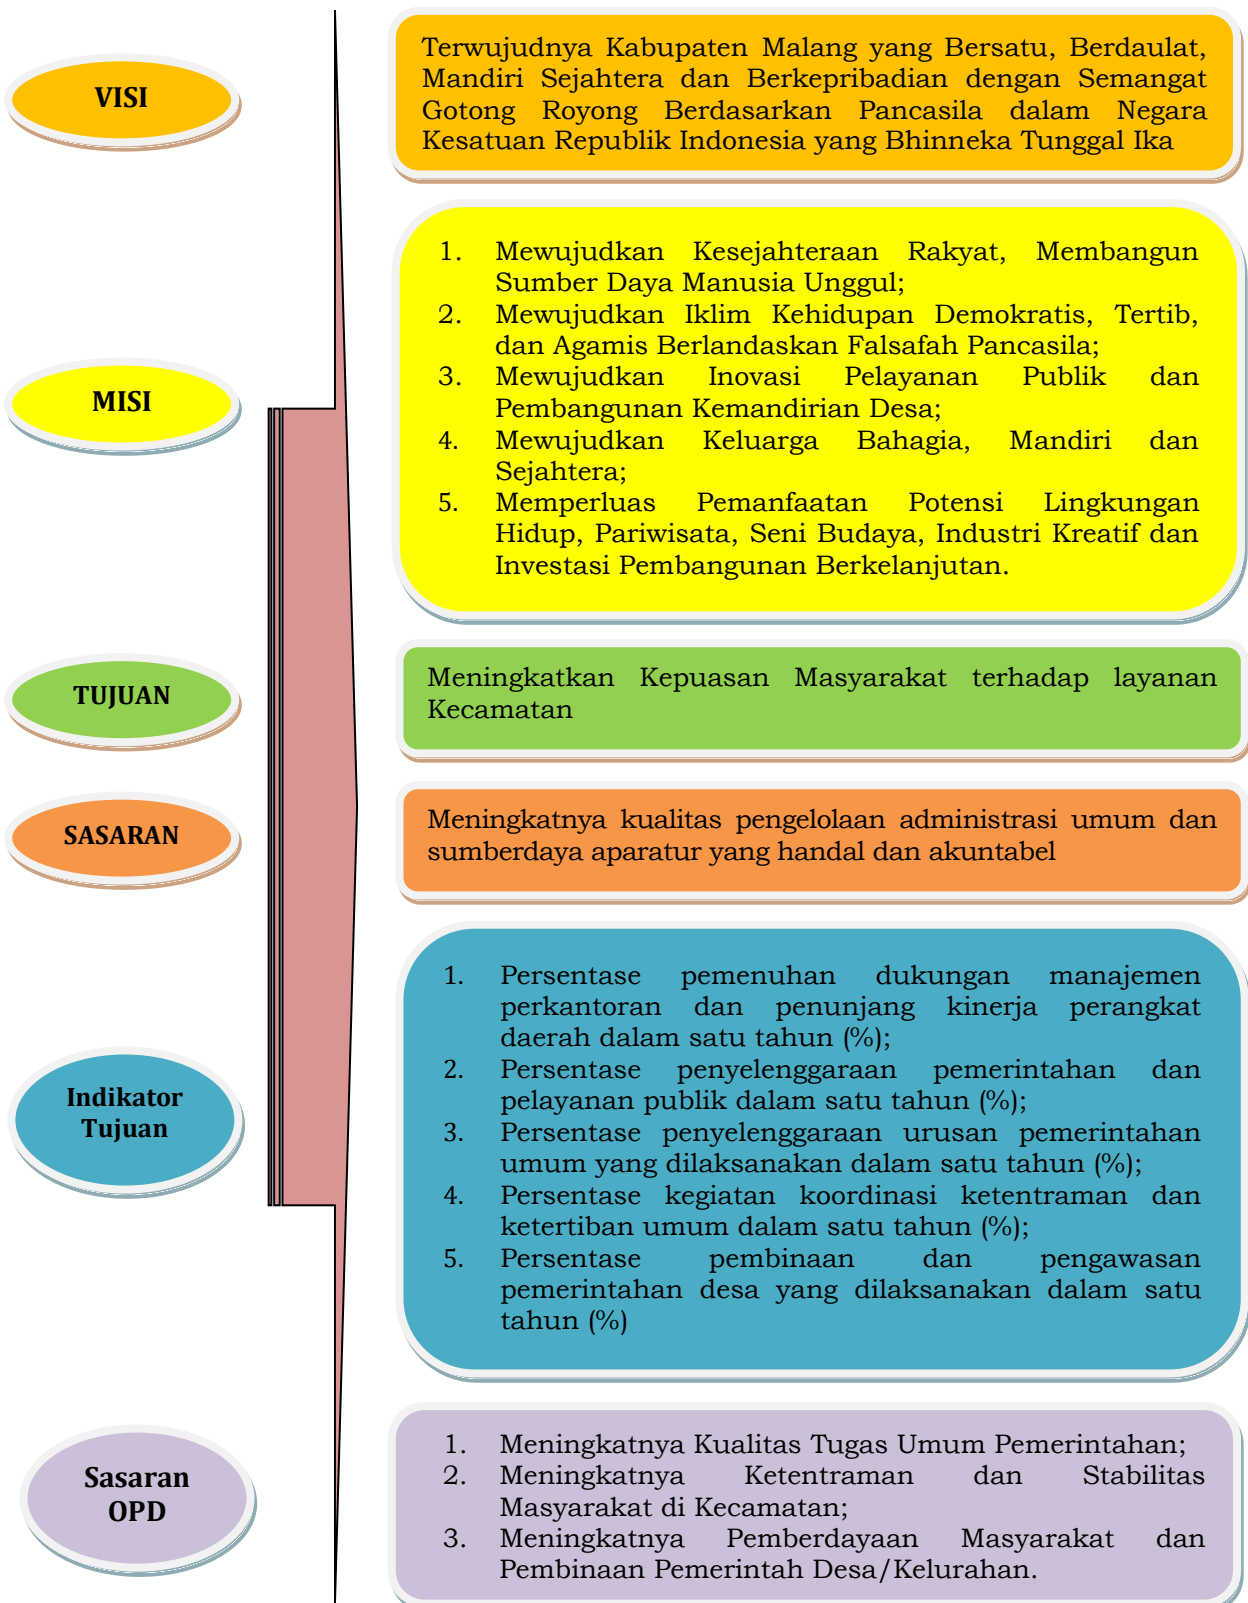 VISI
Terwujudnya Kabupaten Malang yang Bersatu, Berdaulat,
Mandiri Sejahtera dan Berkepribadian dengan Semangat
Gotong Royong Berdasarkan Pancasila dalam Negara
Kesatuan Republik Indonesia yang Bhinneka Tunggal Ika
MISI
1. Mewujudkan Kesejahteraan Rakyat, Membangun
Sumber Daya Manusia Unggul;
2. Mewujudkan Iklim Kehidupan Demokratis, Tertib,
dan Agamis Berlandaskan Falsafah Pancasila;
3. Mewujudkan Inovasi Pelayanan Publik dan
Pembangunan Kemandirian Desa;
4. Mewujudkan Keluarga Bahagia, Mandiri dan
Sejahtera;
5. Memperluas Pemanfaatan Potensi Lingkungan
Hidup, Pariwisata, Seni Budaya, Industri Kreatif dan
Investasi Pembangunan Berkelanjutan.
TUJUAN
Meningkatkan Kepuasan Masyarakat terhadap layanan
Kecamatan
SASARAN
Meningkatnya kualitas pengelolaan administrasi umum dan
sumberdaya aparatur yang handal dan akuntabel
Indikator
Tujuan
1. Persentase pemenuhan dukungan manajemen
perkantoran dan penunjang kinerja perangkat
daerah dalam satu tahun (%);
2. Persentase penyelenggaraan pemerintahan dan
pelayanan publik dalam satu tahun (%);
3. Persentase penyelenggaraan urusan pemerintahan
umum yang dilaksanakan dalam satu tahun (%);
4. Persentase kegiatan koordinasi ketentraman dan
ketertiban umum dalam satu tahun (%);
5. Persentase pembinaan dan pengawasan
pemerintahan desa yang dilaksanakan dalam satu
tahun (%)
Sasaran
OPD
1. Meningkatnya Kualitas Tugas Umum Pemerintahan;
2. Meningkatnya Ketentraman dan Stabilitas
Masyarakat di Kecamatan;
3. Meningkatnya Pemberdayaan Masyarakat dan
Pembinaan Pemerintah Desa/Kelurahan.